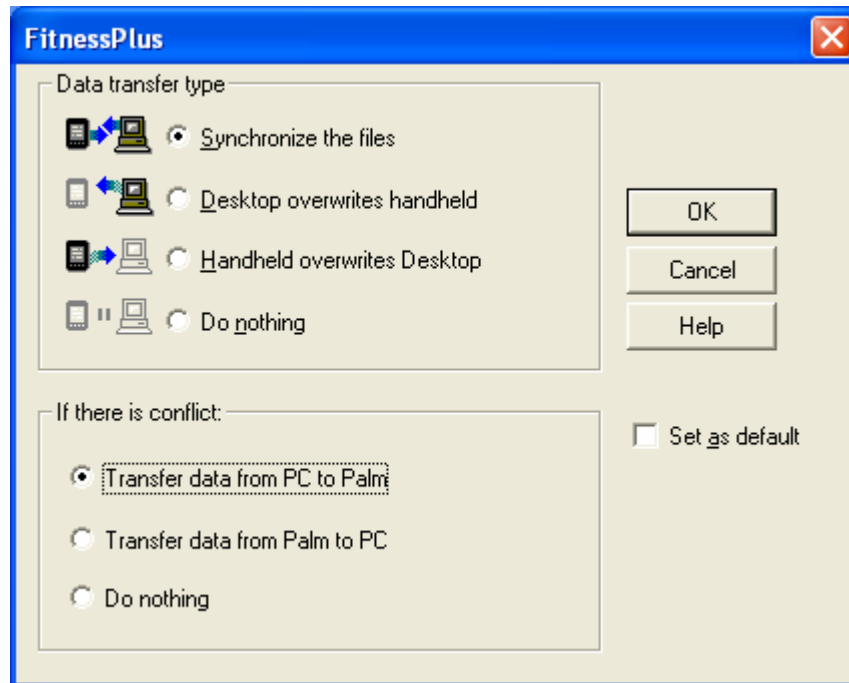 FitnessPlus
Data transfer type
Synchronize the files
Desktop overwrites handheld
Handheld overwrites Desktop
Do nothing
OK
Cancel
Help
If there is conflict:
Transfer data from PC to Palm
Transfer data from Palm to PC
Do nothing
Set as default